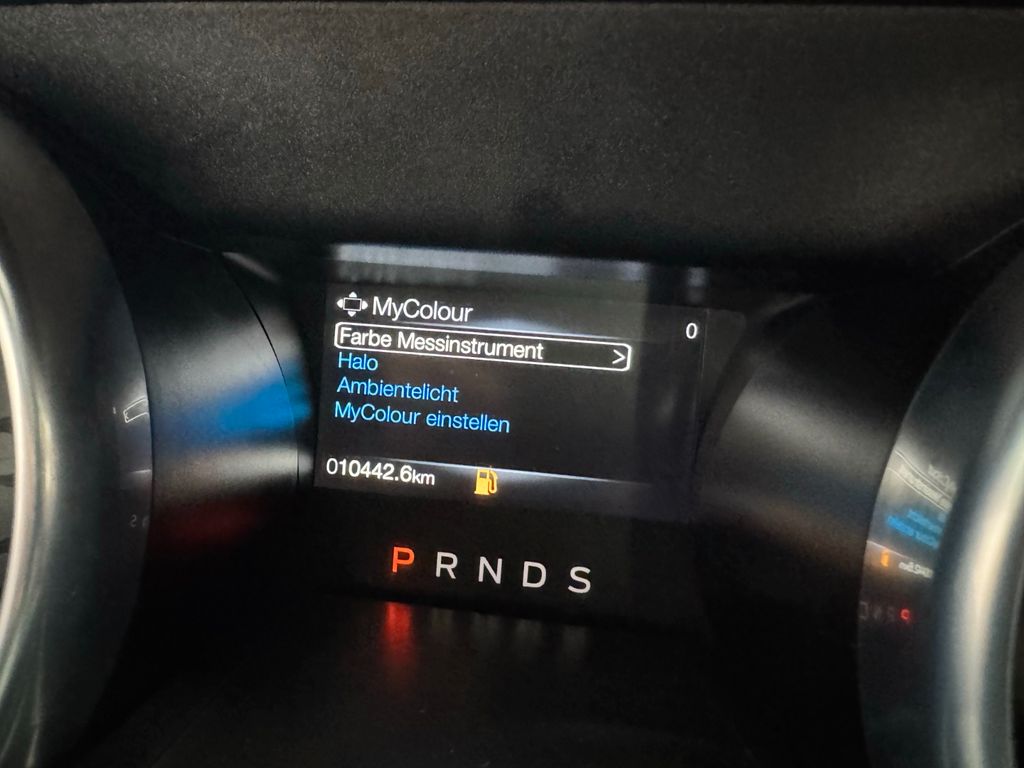 MyColour
0
Farbe Messinstrument >
Halo
Ambientelicht
MyColour einstellen
010442.6km
P R N D S